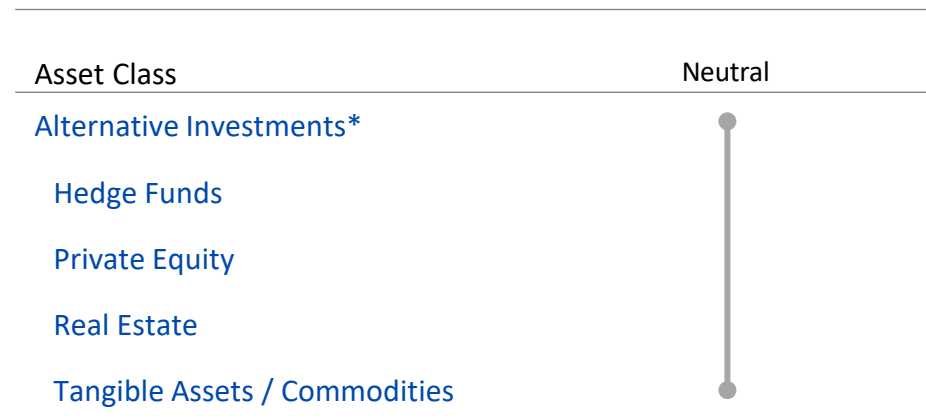 Asset Class Neutral
Alternative Investments*
Hedge Funds
Private Equity
Real Estate
Tangible Assets / Commodities